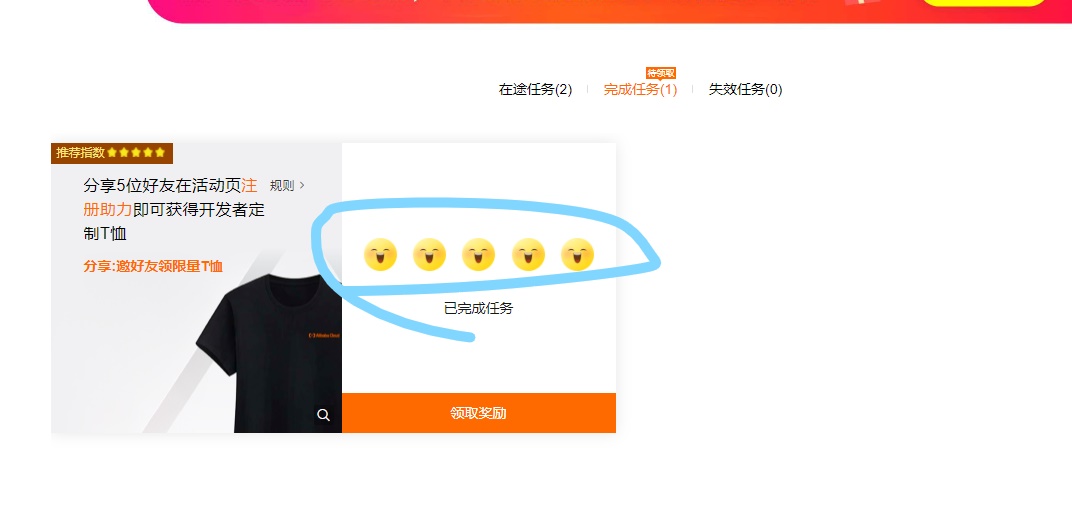 待领取
在途任务(2)
完成任务(1)
失效任务(0)
推荐指数
分享5位好友在活动页注
册助力即可获得开发者定
制T恤
规则
分享:邀好友领限量T恤
已完成任务
领取奖励